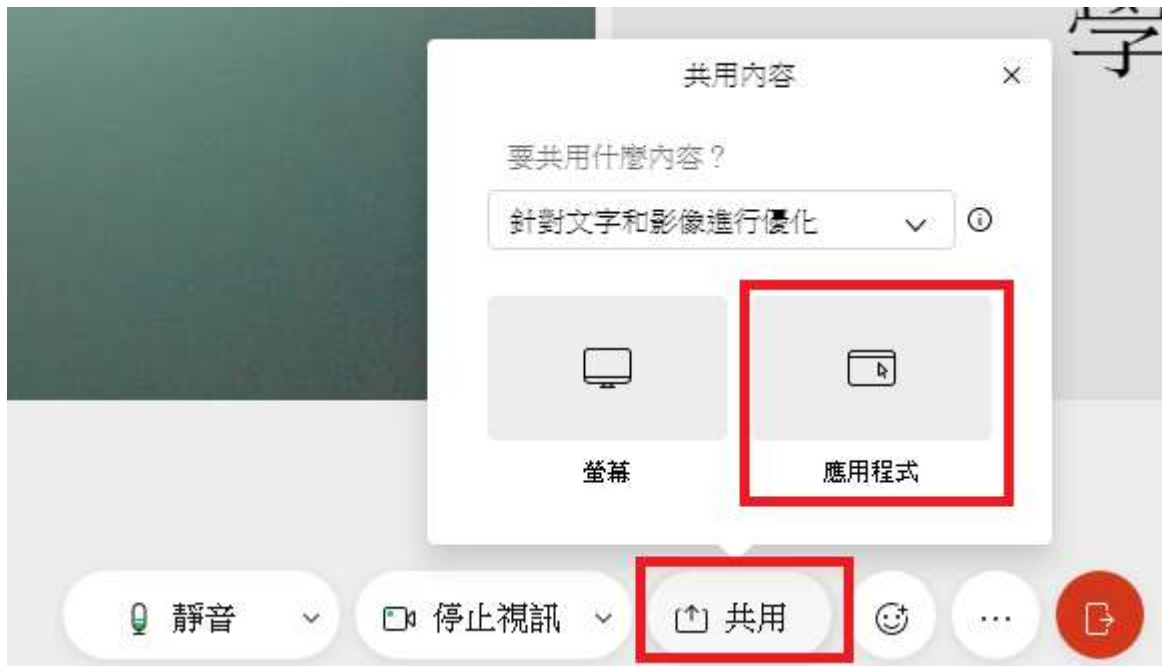 學
共用內容
要共用什麼內容？
針對文字和影像進行優化
螢幕 應用程式
靜音 停止視訊 共用